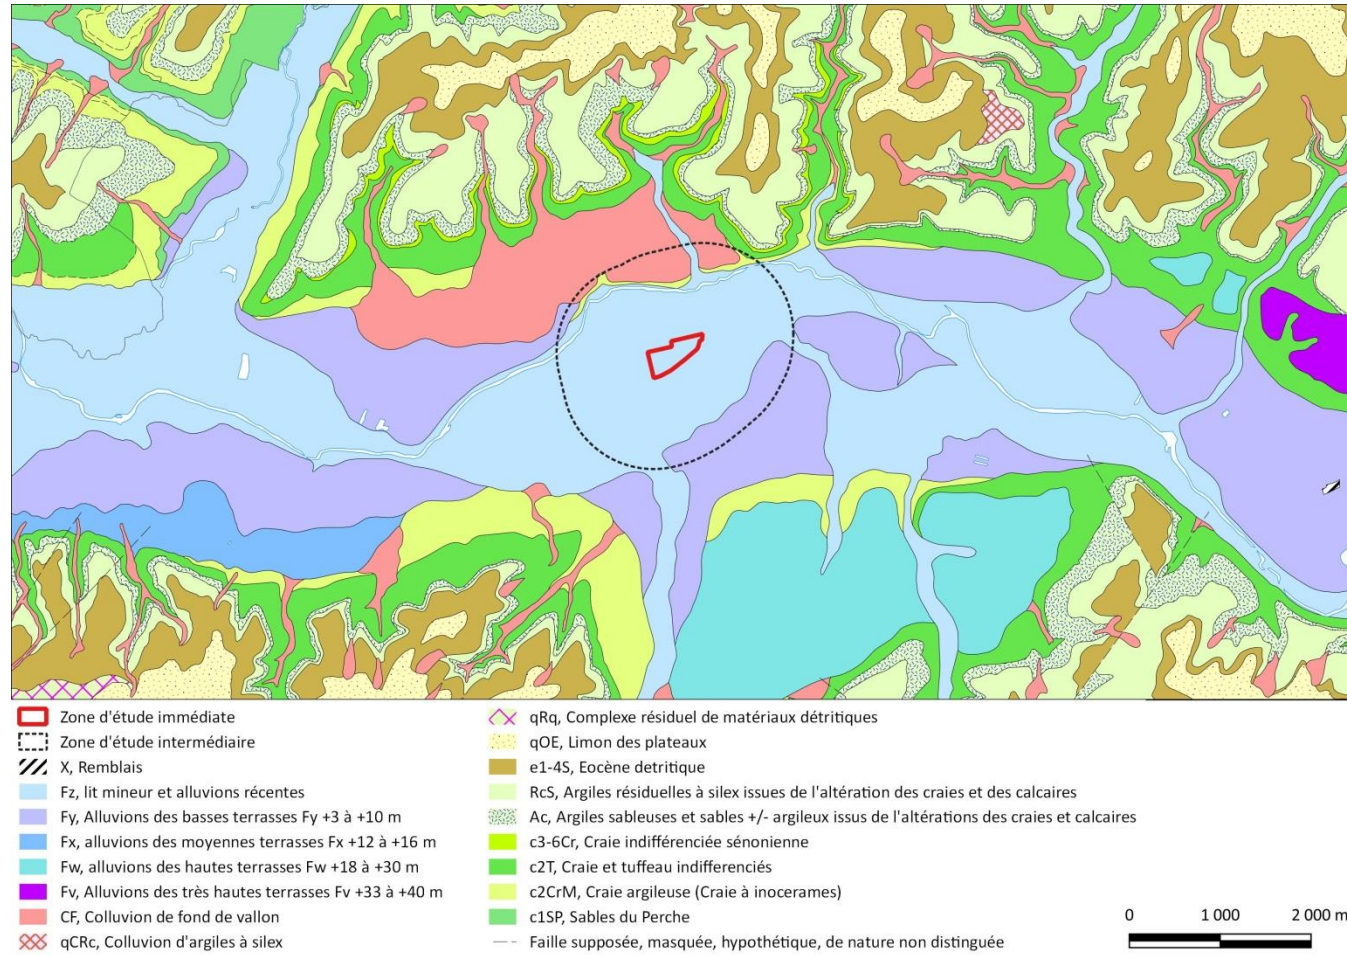 Zone d'étude immédiate
Zone d'étude intermédiaire
X, Remblais
Fz, lit mineur et alluvions récentes
Fy, Alluvions des basses terrasses Fy +3 à +10 m
Fx, alluvions des moyennes terrasses Fx +12 à +16 m
Fw, alluvions des hautes terrasses Fw +18 à +30 m
Fv, Alluvions des très hautes terrasses Fv +33 à +40 m
CF, Colluvion de fond de vallon
qCRc, Colluvion d'argiles à silex
qRq, Complexe résiduel de matériaux détritiques
qOE, Limon des plateaux
e1-4S, Eocène detritique
RcS, Argiles résiduelles à silex issues de l'altération des craies et des calcaires
Ac, Argiles sableuses et sables +/- argileux issus de l'altérations des craies et calcaires
c3-6Cr, Craie indifférenciée sénonienne
c2T, Craie et tuffeau indifferenciés
c2CrM, Craie argileuse (Craie à inocerames)
c1SP, Sables du Perche
Faille supposée, masquée, hypothétique, de nature non distinguée
0 1 000 2 000 m